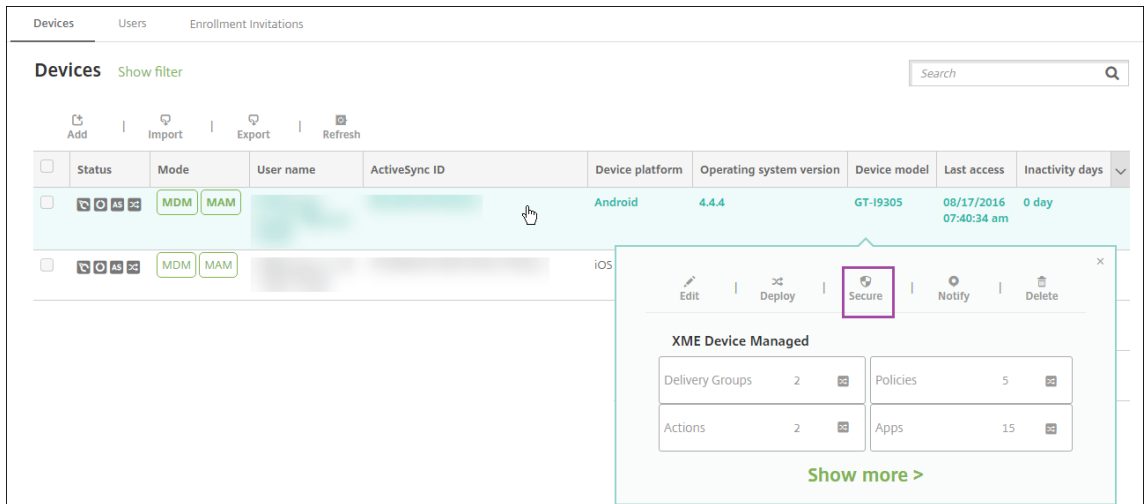 Devices Users Enrollment Invitations
Devices Show filter Search
Add | Import | Export | Refresh
Status Mode User name ActiveSync ID Device platform Operating system version Device model Last access Inactivity days
AS MDM MAM Android 4.4.4 GT-I9305 08/17/2016 0 day
07:40:34 am
AS MDM MAM iOS
×
Edit | Deploy | Secure | Notify | Delete
XME Device Managed
Delivery Groups 2 Policies 5
Actions 2 Apps 15
Show more >